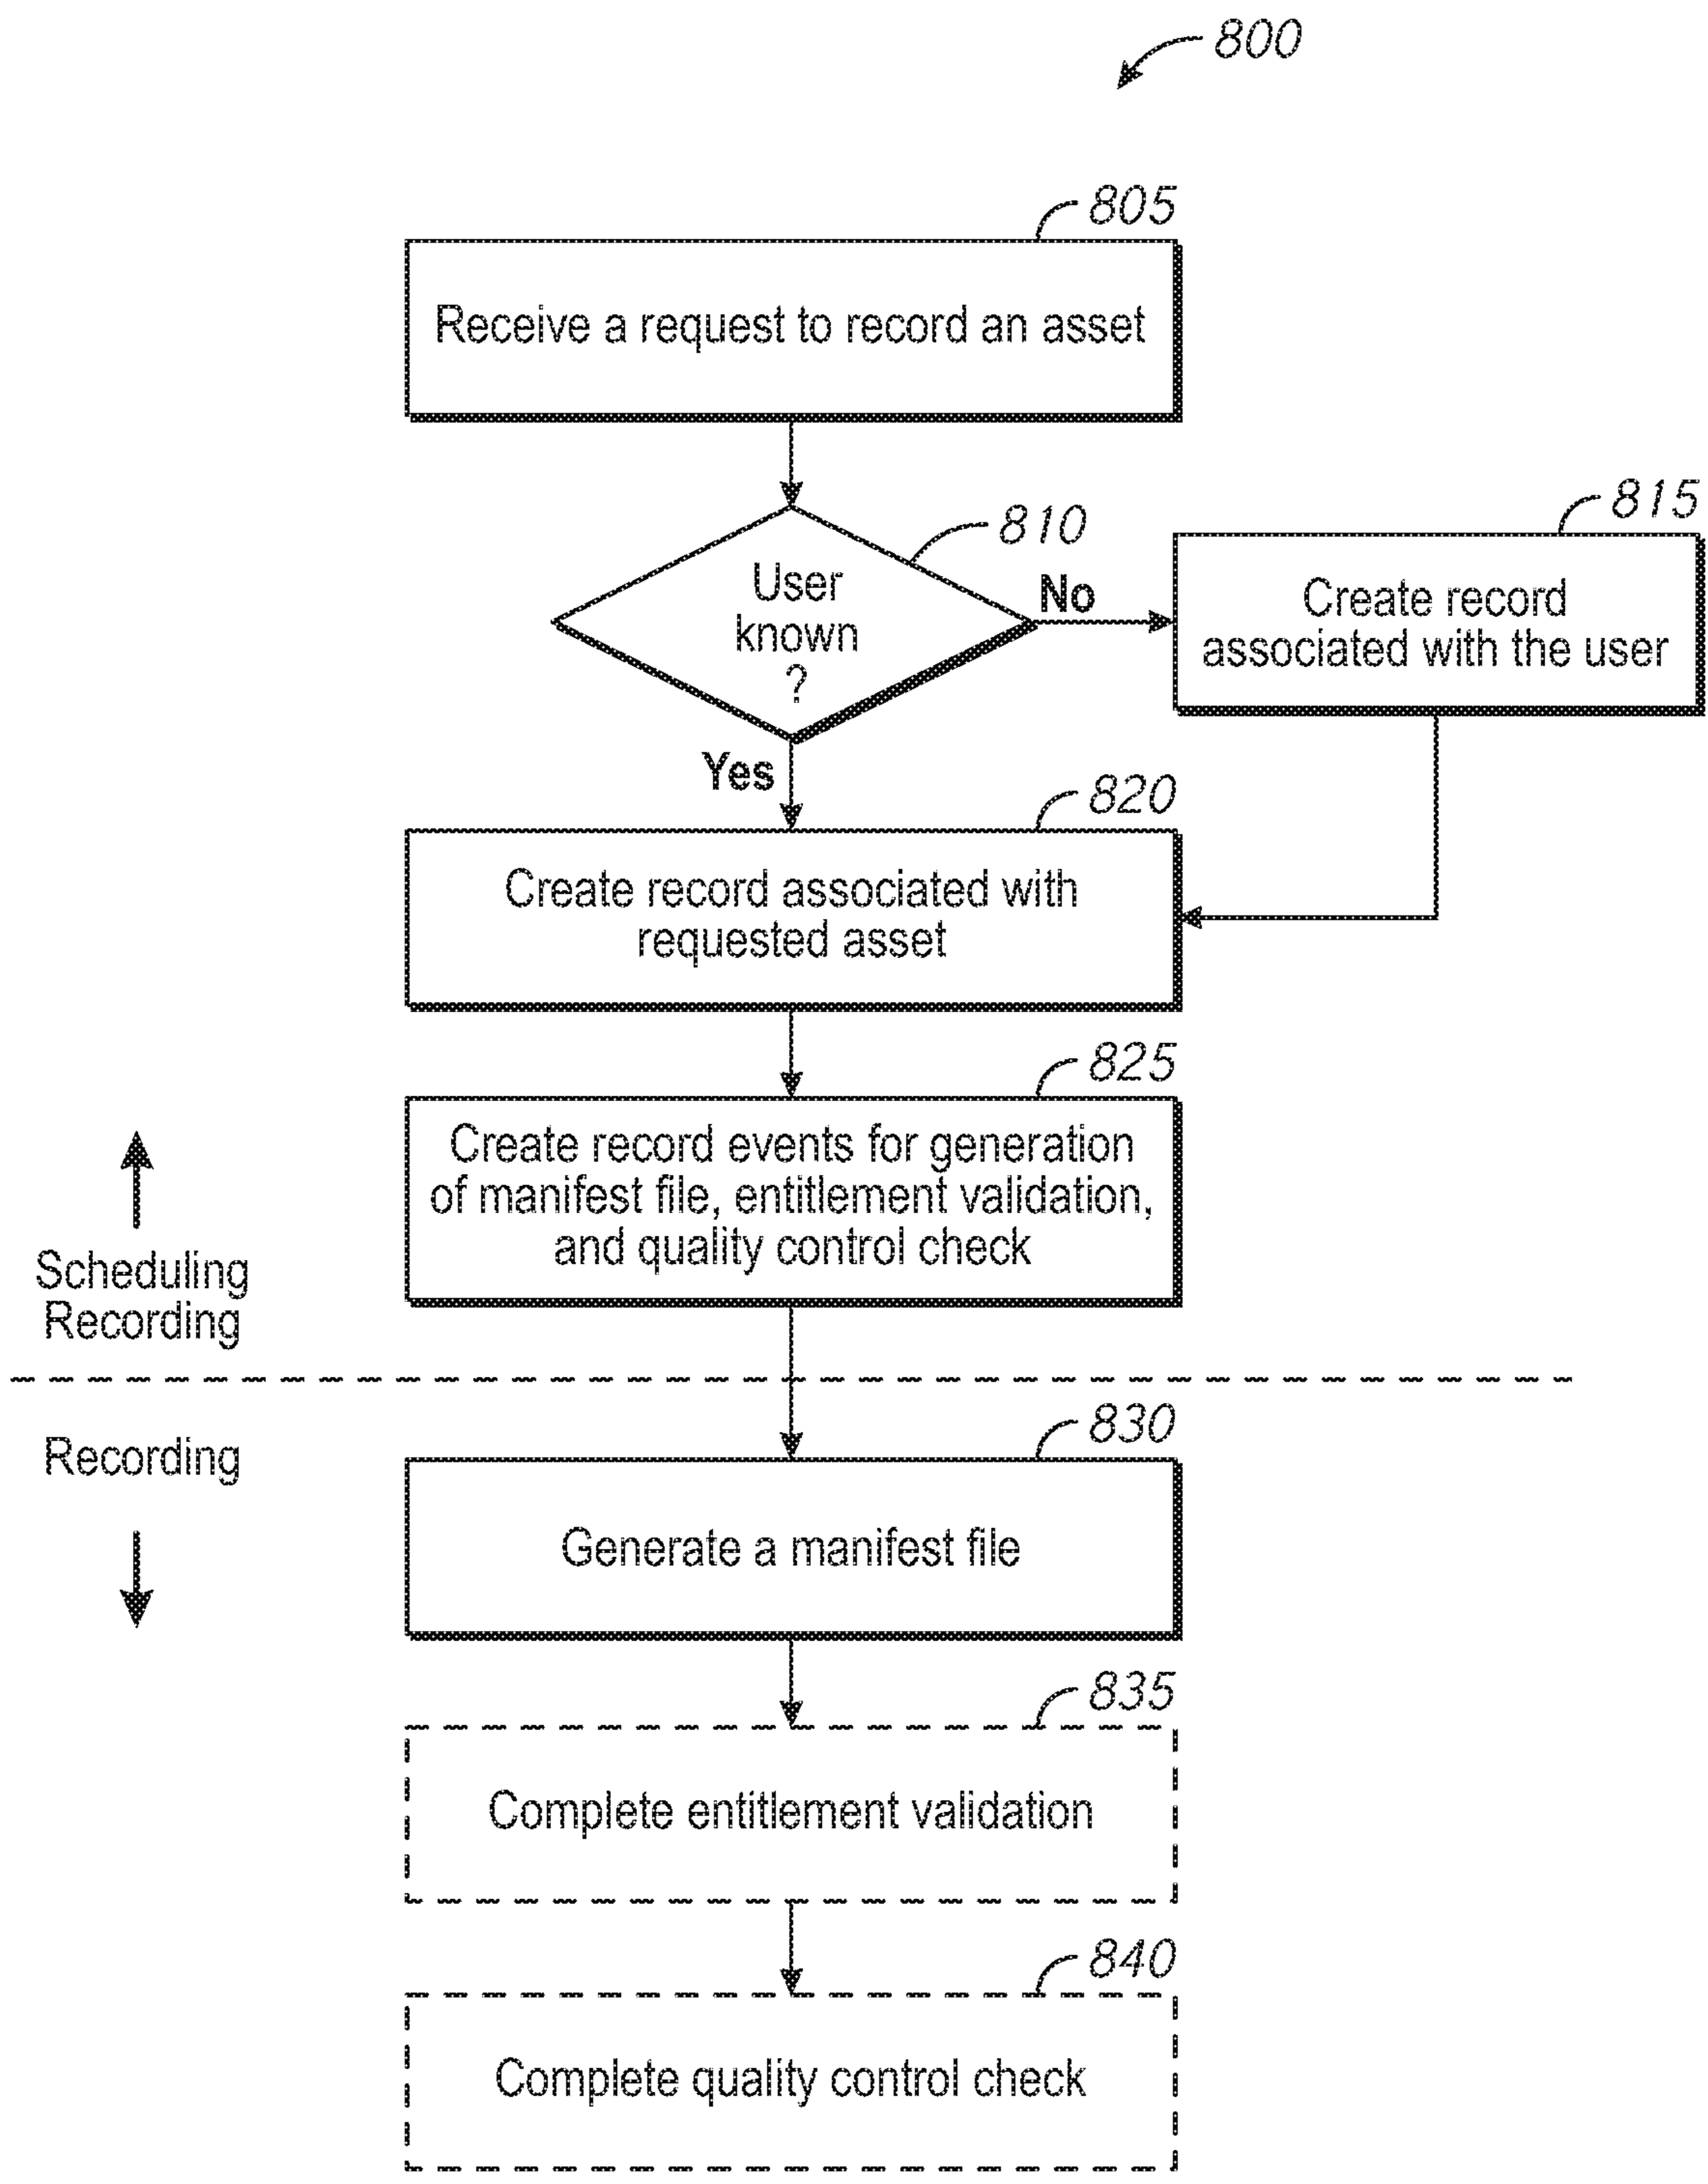 800
805
Receive a request to record an asset
810
User
known
?
No
815
Create record
associated with the user
Yes
820
Create record associated with
requested asset
825
Create record events for generation
of manifest file, entitlement validation,
and quality control check
Scheduling
Recording
Recording
830
Generate a manifest file
835
Complete entitlement validation
840
Complete quality control check